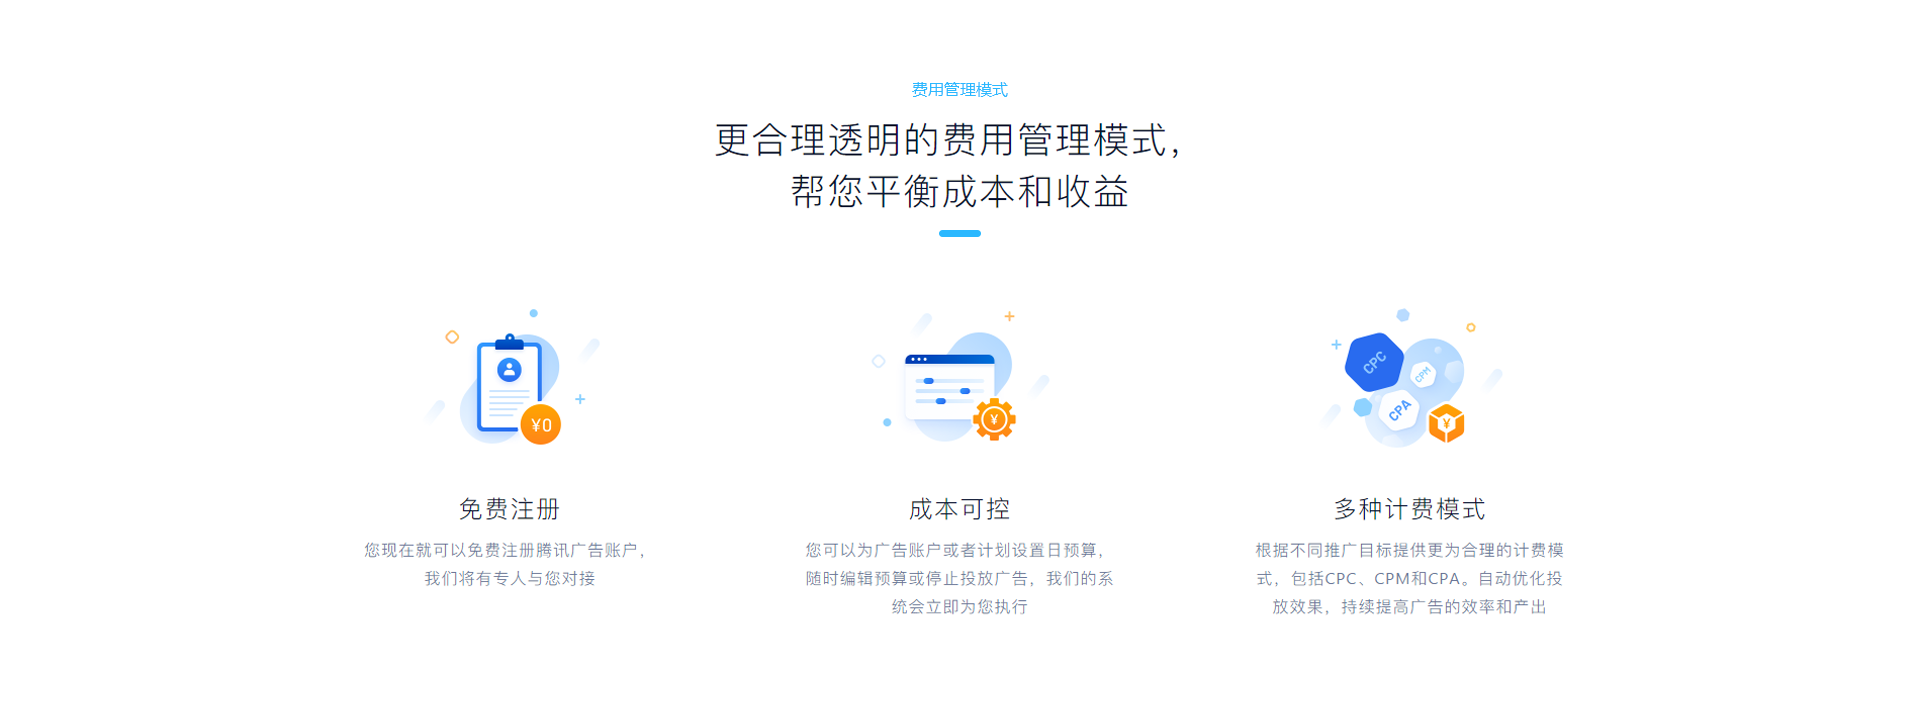 费用管理模式
更合理透明的费用管理模式，
帮您平衡成本和收益
¥0
¥
CPC
CPM
CPA
¥
免费注册
您现在就可以免费注册腾讯广告账户，
我们将有专人与您对接
成本可控
您可以为广告账户或者计划设置日预算，
随时编辑预算或停止投放广告，我们的系
统会立即为您执行
多种计费模式
根据不同推广目标提供更为合理的计费模
式，包括CPC、CPM和CPA。自动优化投
放效果，持续提高广告的效率和产出